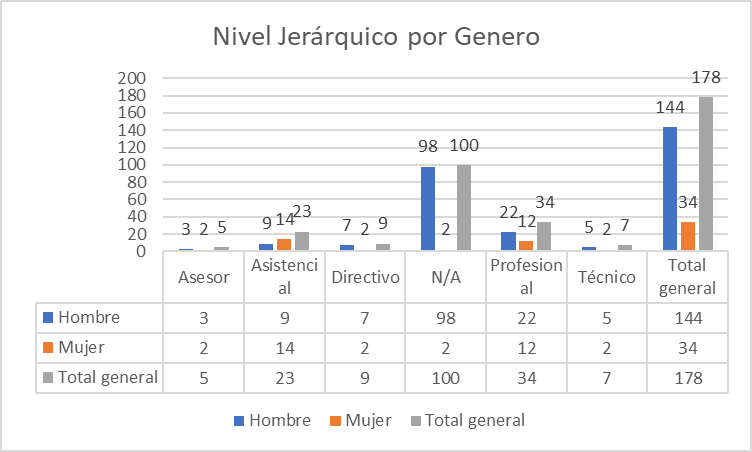 Nivel Jerárquico por Genero
200
180
160
140
120
100
80
60
40
20
0
3 2 5
9 14 23
7 2 9
98 2 100
22 12 34
5 2 7
144 34 178
Asesor Asistenci Directivo N/A Profesion Técnico Total
al al general
Hombre 3 9 7 98 22 5 144
Mujer 2 14 2 2 12 2 34
Total general 5 23 9 100 34 7 178
Hombre Mujer Total general